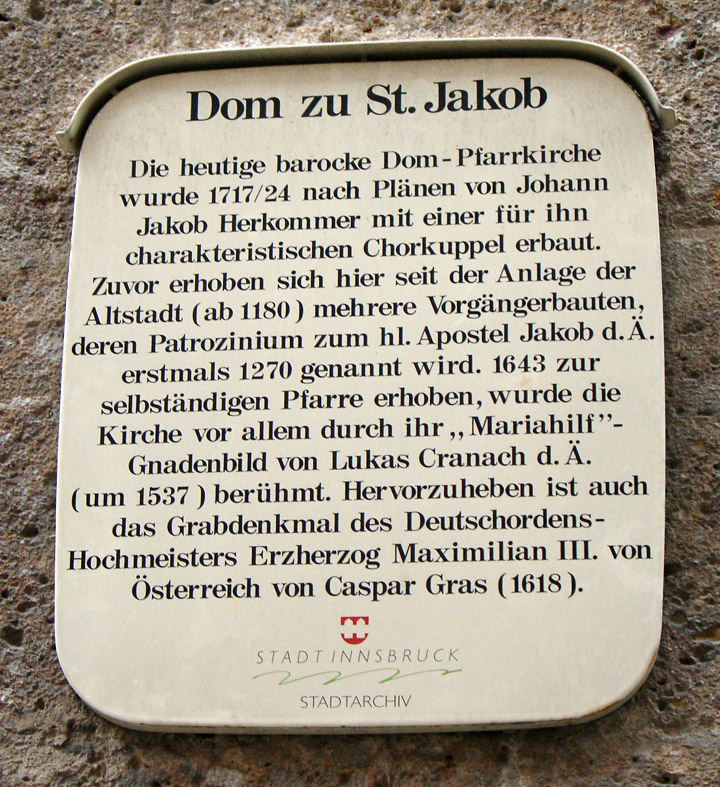 Dom zu St. Jakob
Die heutige barocke Dom-Pfarrkirche
wurde 1717/24 nach Plänen von Johann
Jakob Herkommer mit einer für ihn
charakteristischen Chorkuppel erbaut.
Zuvor erhoben sich hier seit der Anlage der
Altstadt (ab 1180) mehrere Vorgängerbauten,
deren Patrozinium zum hl. Apostel Jakob d. Ä.
erstmals 1270 genannt wird. 1643 zur
selbständigen Pfarre erhoben, wurde die
Kirche vor allem durch ihr ,,Mariahilf”-
Gnadenbild von Lukas Cranach d. Ä.
(um 1537) berühmt. Hervorzuheben ist auch
das Grabdenkmal des Deutschordens-
Hochmeisters Erzherzog Maximilian III. von
Österreich von Caspar Gras (1618).
STADT INNSBRUCK
STADTARCHIV